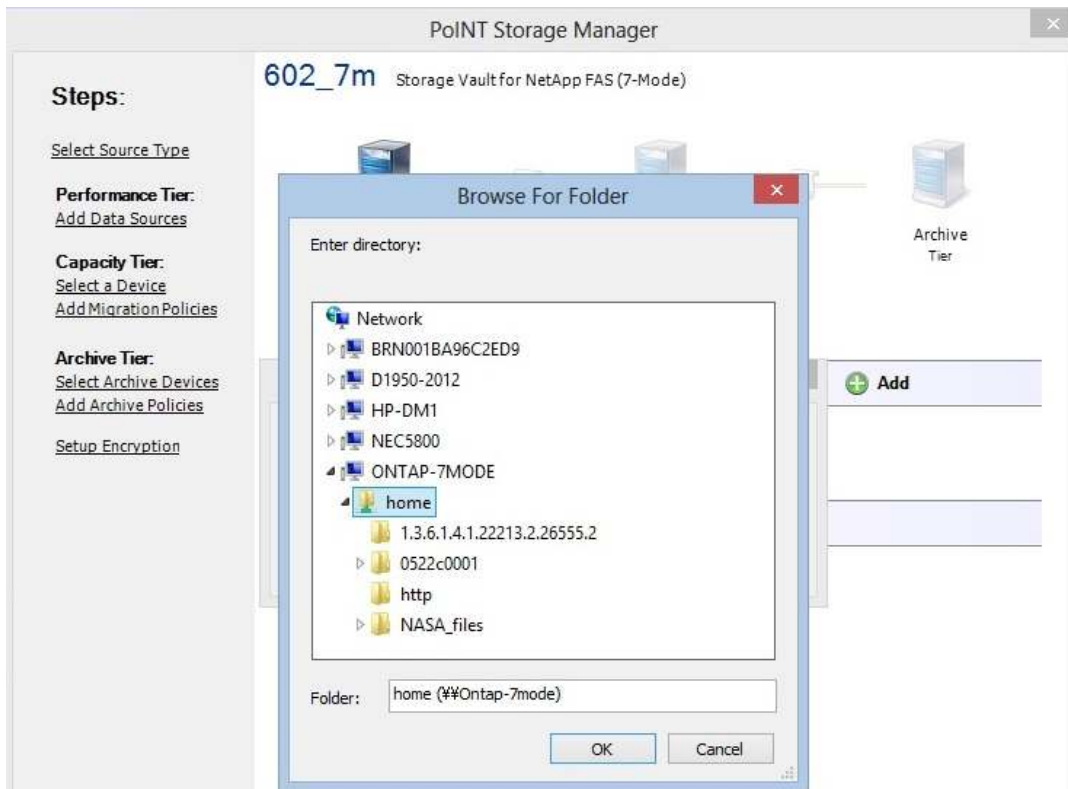 PoINT Storage Manager
Steps:
Select Source Type
Performance Tier:
Add Data Sources
Capacity Tier:
Select a Device
Add Migration Policies
Archive Tier:
Select Archive Devices
Add Archive Policies
Setup Encryption
602_7m Storage Vault for NetApp FAS (7-Mode)
Archive
Tier
Add
Browse For Folder
Enter directory:
Network
BRN001BA96C2ED9
D1950-2012
HP-DM1
NEC5800
ONTAP-7MODE
home
1.3.6.1.4.1.22213.2.26555.2
0522c0001
http
NASA_files
Folder: home (¥¥Ontap-7mode)
OK Cancel